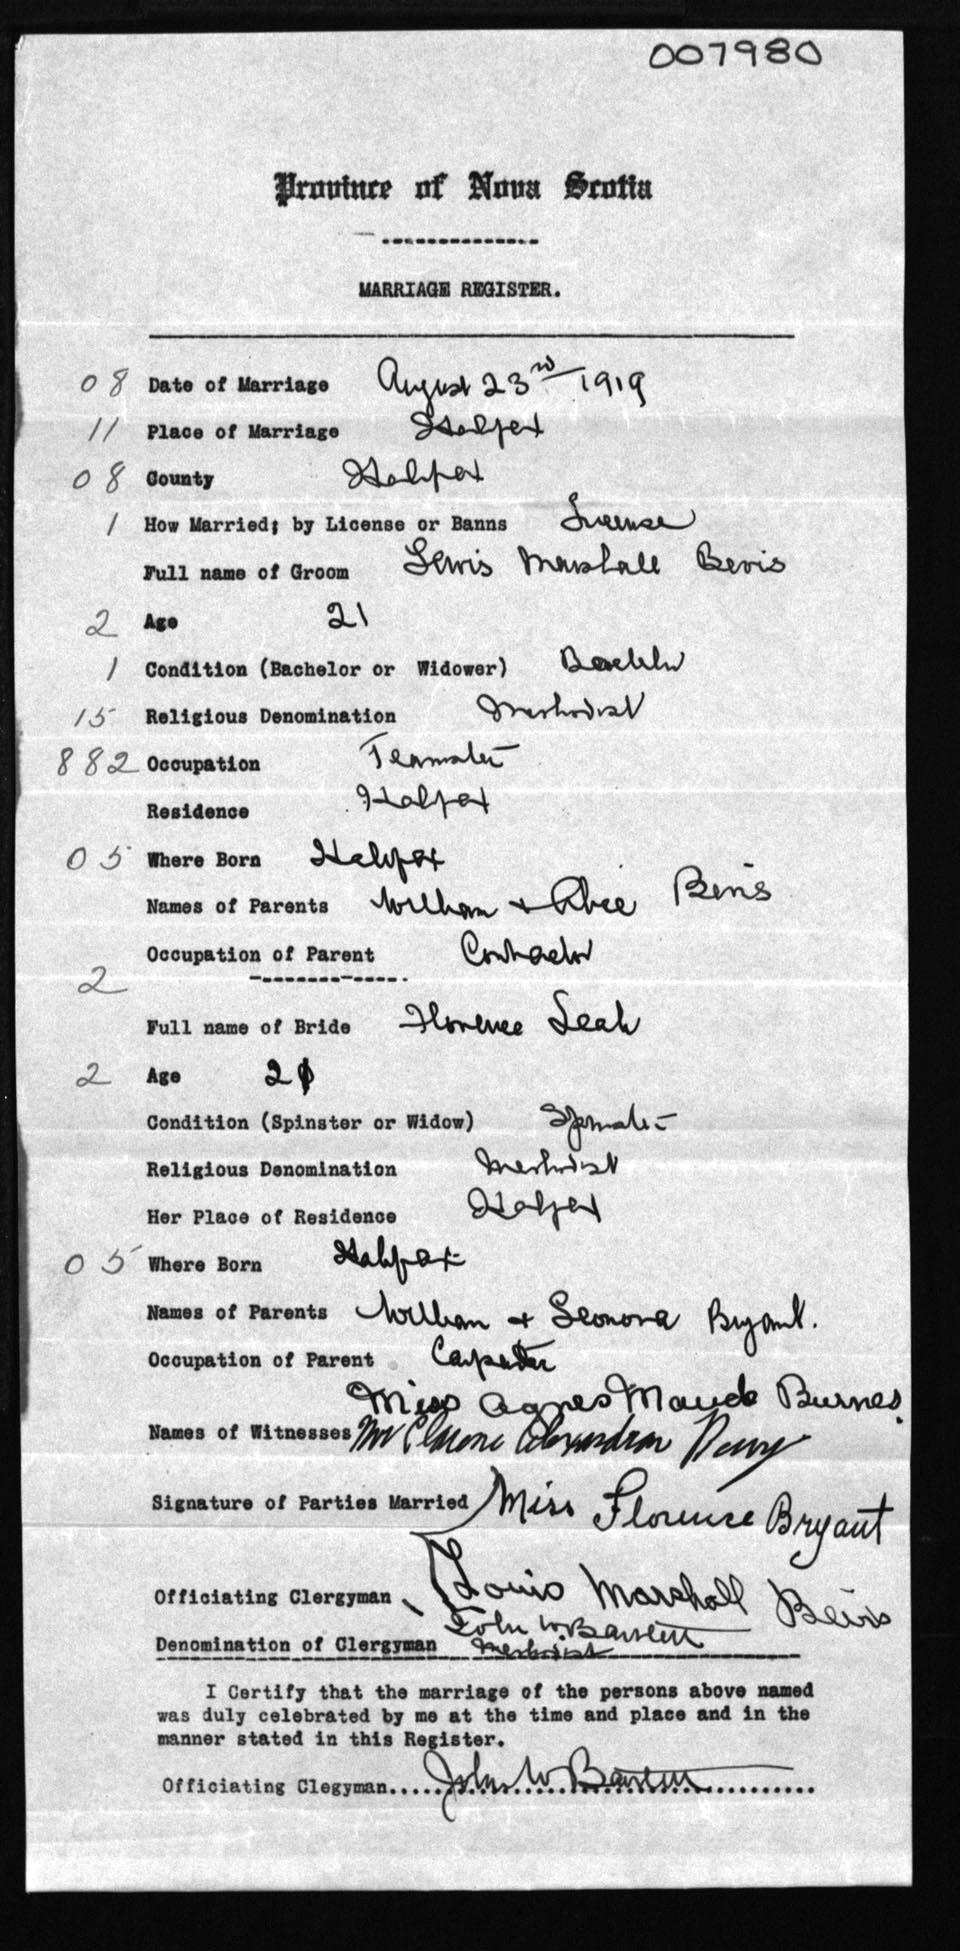 007980
Province of Nova Scotia
MARRIAGE REGISTER.
08 Date of Marriage August 23rd 1919
11 Place of Marriage Halifax
08 County Halifax
1 How Married; by License or Banns License
Full name of Groom Lewis Marshall Bevis
2 Age 21
1 Condition (Bachelor or Widower) Bachelor
15 Religious Denomination Methodist
882 Occupation Teamster
Residence Halifax
05 Where Born Halifax
Names of Parents William + Alice Bevis
Occupation of Parent Contractor
2
Full name of Bride Florence Leah
2 Age 20
Condition (Spinster or Widow) Spinster
Religious Denomination Methodist
Her Place of Residence Halifax
05 Where Born Halifax
Names of Parents William + Leonora Bryant.
Occupation of Parent Carpenter
Miss Agnes Maude Burnes.
Names of Witnesses Mr Clarence Alexandra
Signature of Parties Married Miss Florence Bryant
Louis Marshall Beivis
Officiating Clergyman John W. Bartlett
Denomination of Clergyman Methodist
I Certify that the marriage of the persons above named
was duly celebrated by me at the time and place and in the
manner stated in this Register.
Officiating Clegyman.... John W Bartlett